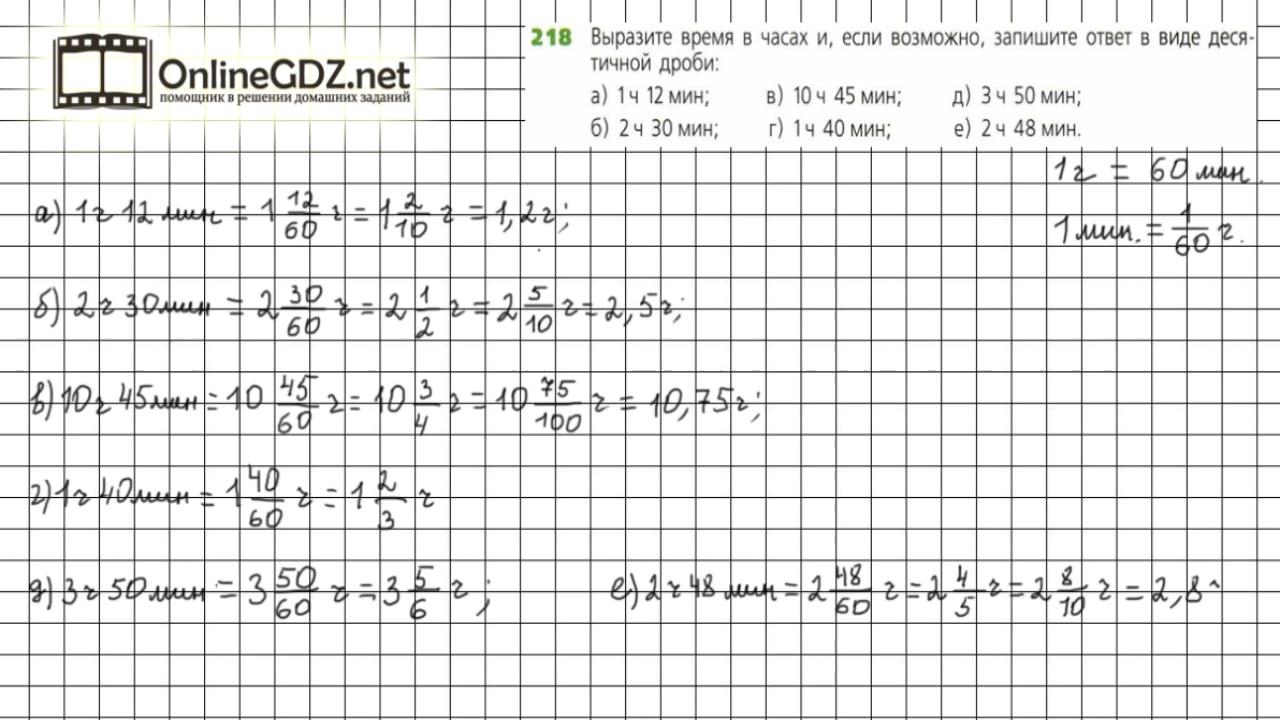 OnlineGDZ.net
помощник в решении домашних заданий
218 Выразите время в часах и, если возможно, запишите ответ в виде деся-
тичной дроби:
а) 1 ч 12 мин; в) 10 ч 45 мин; д) 3 ч 50 мин;
б) 2 ч 30 мин; г) 1 ч 40 мин; е) 2 ч 48 мин.
1ч = 60 мин.
1 мин. = 1/60 ч.
а) 1ч 12 мин = 1 12/60 ч = 1 2/10 ч = 1,2ч;
б) 2ч 30мин = 2 30/60 ч = 2 1/2 ч = 2 5/10 ч = 2,5ч;
в) 10ч 45мин = 10 45/60 ч = 10 3/4 ч = 10 75/100 ч = 10,75ч;
г) 1ч 40мин = 1 40/60 ч = 1 2/3 ч
д) 3ч 50мин = 3 50/60 ч = 3 5/6 ч;
е) 2ч 48 мин = 2 48/60 ч = 2 4/5 ч = 2 8/10 ч = 2,8